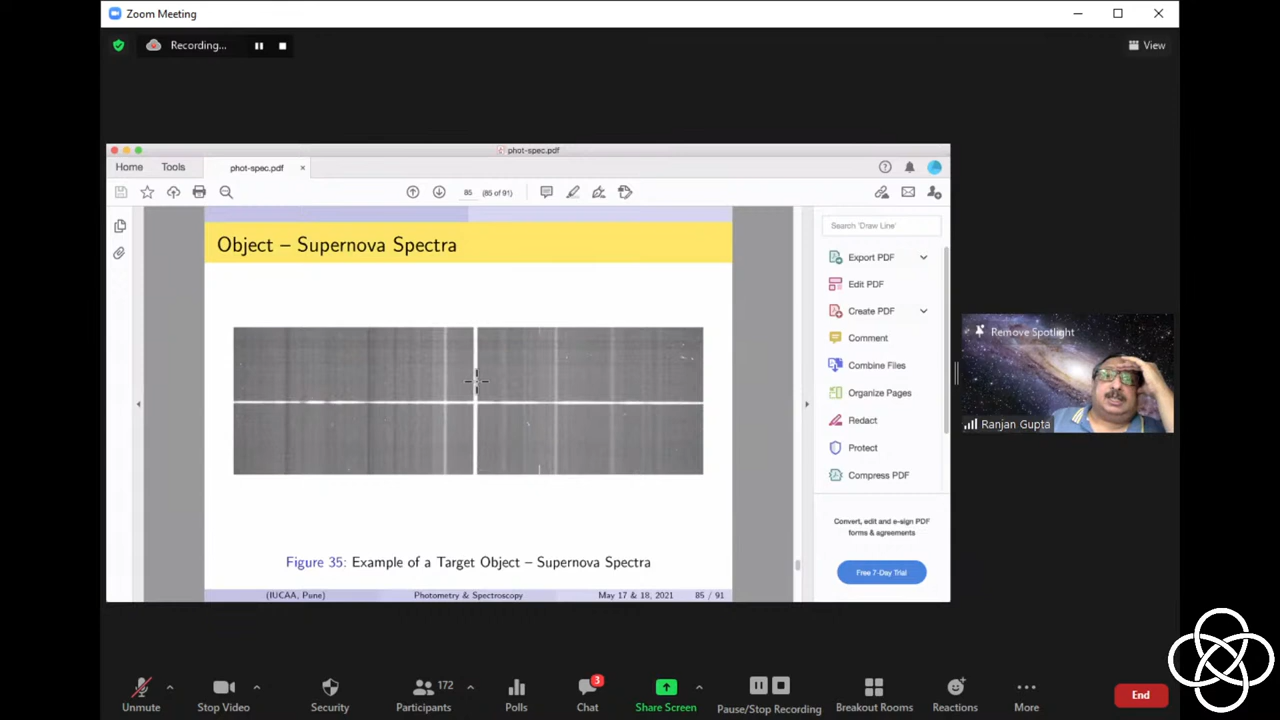 Zoom Meeting
Recording...
View
phot-spec.pdf
Home Tools phot-spec.pdf ×
85 (85 of 91)
Search 'Draw Line'
Object – Supernova Spectra
Export PDF
Edit PDF
Create PDF
Comment
Combine Files
Organize Pages
Redact
Protect
Compress PDF
Remove Spotlight
Ranjan Gupta
Convert, edit and e-sign PDF
forms & agreements
Free 7-Day Trial
Figure 35: Example of a Target Object – Supernova Spectra
(IUCAA, Pune) Photometry & Spectroscopy May 17 & 18, 2021 85 / 91
172
3
Unmute Stop Video Security Participants Polls Chat Share Screen Pause/Stop Recording Breakout Rooms Reactions More End